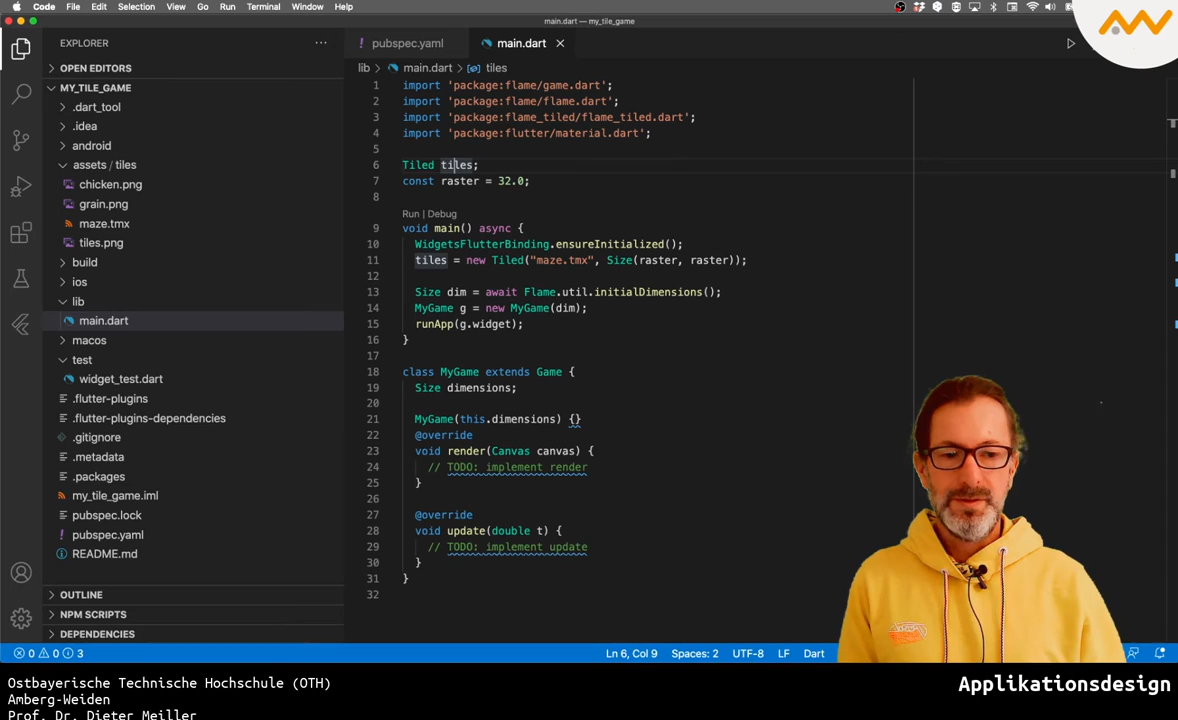 Code File Edit Selection View Go Run Terminal Window Help
main.dart — my_tile_game
EXPLORER
pubspec.yaml
main.dart
OPEN EDITORS
MY_TILE_GAME
.dart_tool
.idea
android
assets / tiles
chicken.png
grain.png
maze.tmx
tiles.png
build
ios
lib
main.dart
macos
test
widget_test.dart
.flutter-plugins
.flutter-plugins-dependencies
.gitignore
.metadata
.packages
my_tile_game.iml
pubspec.lock
pubspec.yaml
README.md
OUTLINE
NPM SCRIPTS
DEPENDENCIES
lib > main.dart > tiles
1 import 'package:flame/game.dart';
2 import 'package:flame/flame.dart';
3 import 'package:flame_tiled/flame_tiled.dart';
4 import 'package:flutter/material.dart';
5
6 Tiled tiles;
7 const raster = 32.0;
8
Run | Debug
9 void main() async {
10 WidgetsFlutterBinding.ensureInitialized();
11 tiles = new Tiled("maze.tmx", Size(raster, raster));
12
13 Size dim = await Flame.util.initialDimensions();
14 MyGame g = new MyGame(dim);
15 runApp(g.widget);
16 }
17
18 class MyGame extends Game {
19 Size dimensions;
20
21 MyGame(this.dimensions) {}
22 @override
23 void render(Canvas canvas) {
24 // TODO: implement render
25 }
26
27 @override
28 void update(double t) {
29 // TODO: implement update
30 }
31 }
32
0 0 3
Ln 6, Col 9 Spaces: 2 UTF-8 LF Dart
Ostbayerische Technische Hochschule (OTH)
Amberg-Weiden
Prof. Dr. Dieter Meiller
Applikationsdesign